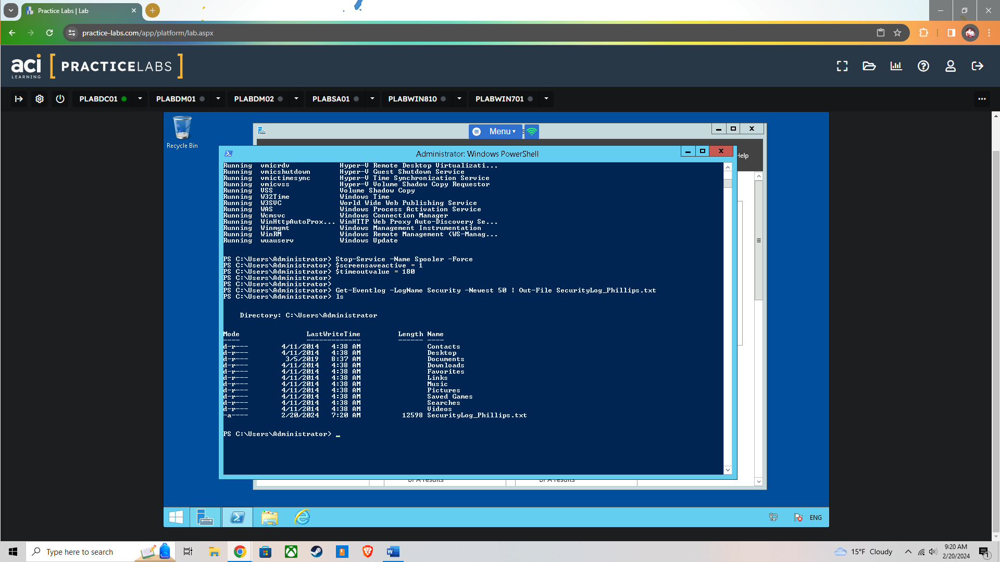 Practice Labs | Lab
practice-labs.com/app/platform/lab.aspx
aci LEARNING [ PRACTICELABS ]
PLABDC01 PLABDM01 PLABDM02 PLABSA01 PLABWIN810 PLABWIN701
Recycle Bin
Menu
Help
Administrator: Windows PowerShell
Running  vmicrdv            Hyper-V Remote Desktop Virtualizati...
Running  vmicshutdown       Hyper-V Guest Shutdown Service
Running  vmictimesync       Hyper-V Time Synchronization Service
Running  vmicvss            Hyper-V Volume Shadow Copy Requestor
Running  VSS                Volume Shadow Copy
Running  W32Time            Windows Time
Running  W3SVC              World Wide Web Publishing Service
Running  WAS                Windows Process Activation Service
Running  Wcmsvc             Windows Connection Manager
Running  WinHttpAutoProx... WinHTTP Web Proxy Auto-Discovery Se...
Running  Winmgmt            Windows Management Instrumentation
Running  WinRM              Windows Remote Management (WS-Manag...
Running  wuauserv           Windows Update
PS C:\Users\Administrator> Stop-Service -Name Spooler -Force
PS C:\Users\Administrator> $screensaveactive = 1
PS C:\Users\Administrator> $timeoutvalue = 180
PS C:\Users\Administrator>
PS C:\Users\Administrator>
PS C:\Users\Administrator> Get-Eventlog -LogName Security -Newest 50 | Out-File SecurityLog_Phillips.txt
PS C:\Users\Administrator> ls
Directory: C:\Users\Administrator
Mode                LastWriteTime         Length Name
----                -------------         ------ ----
d-r---        4/11/2014   4:38 AM                Contacts
d-r---        4/11/2014   4:38 AM                Desktop
d-r---         3/5/2019   8:37 AM                Documents
d-r---        4/11/2014   4:38 AM                Downloads
d-r---        4/11/2014   4:38 AM                Favorites
d-r---        4/11/2014   4:38 AM                Links
d-r---        4/11/2014   4:38 AM                Music
d-r---        4/11/2014   4:38 AM                Pictures
d-r---        4/11/2014   4:38 AM                Saved Games
d-r---        4/11/2014   4:38 AM                Searches
d-r---        4/11/2014   4:38 AM                Videos
-a----        2/20/2024   7:20 AM          12598 SecurityLog_Phillips.txt
PS C:\Users\Administrator> _
BPA results BPA results
ENG
Type here to search
15°F Cloudy
9:20 AM
2/20/2024
1